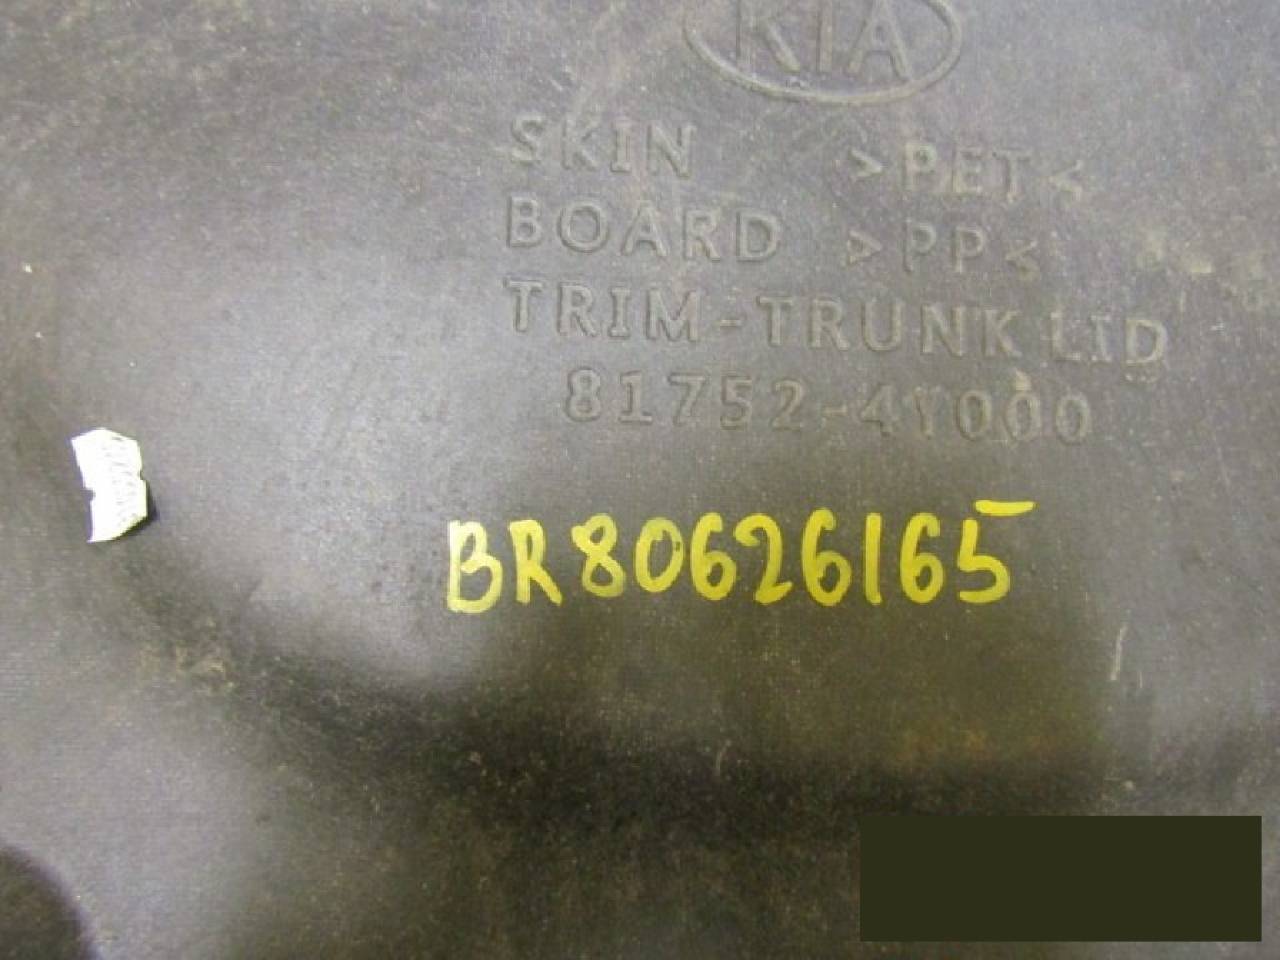 KIA
SKIN >PET<
BOARD >PP<
TRIM-TRUNK LID
81752-4Y000
BR80626165